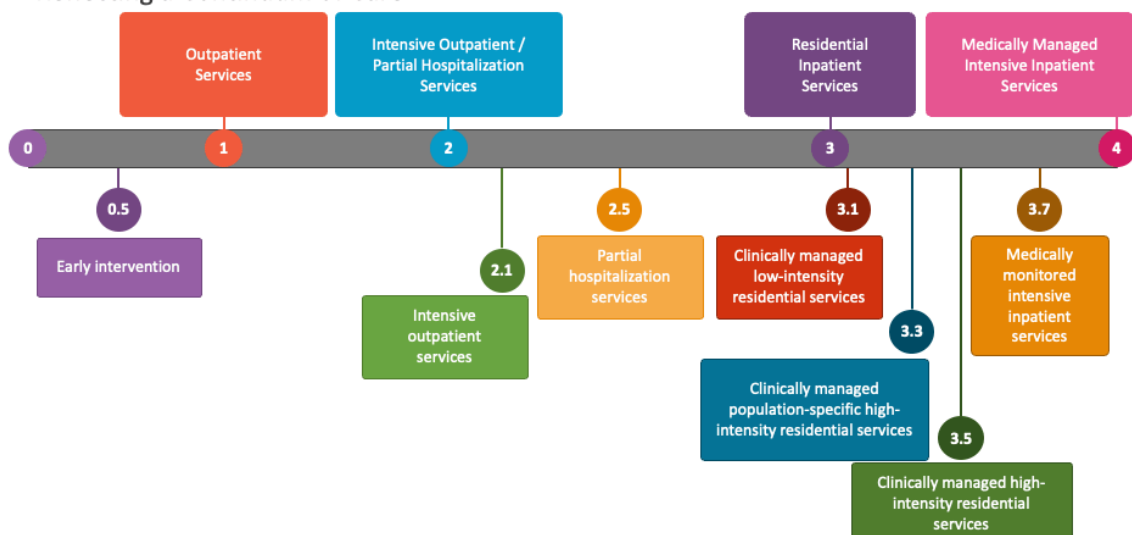 Outpatient
Services
Intensive Outpatient /
Partial Hospitalization
Services
Residential
Inpatient
Services
Medically Managed
Intensive Inpatient
Services
0
1
2
3
4
0.5
2.5
3.1
3.7
Early intervention
2.1
Partial
hospitalization
services
Clinically managed
low-intensity
residential services
Medically
monitored
intensive
inpatient services
Intensive
outpatient
services
3.3
Clinically managed
population-specific high-
intensity residential services
3.5
Clinically managed high-
intensity residential
services